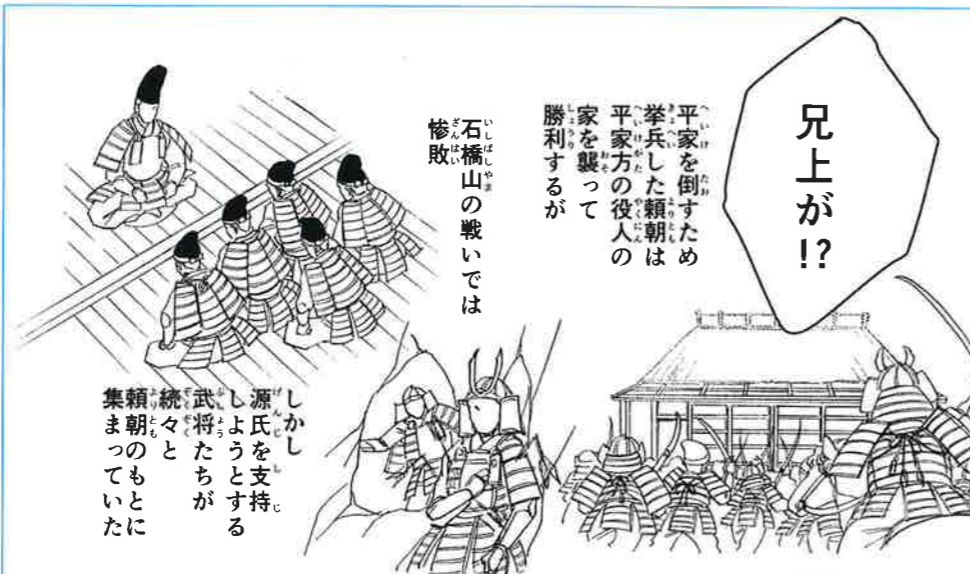 兄上が!?
平家を倒すため
挙兵した頼朝は
平家方の役人の
家を襲って
勝利するが
石橋山の戦いでは
惨敗
しかし
源氏を支持
しようとする
武将たちが
続々と
頼朝のもとに
集まっていた